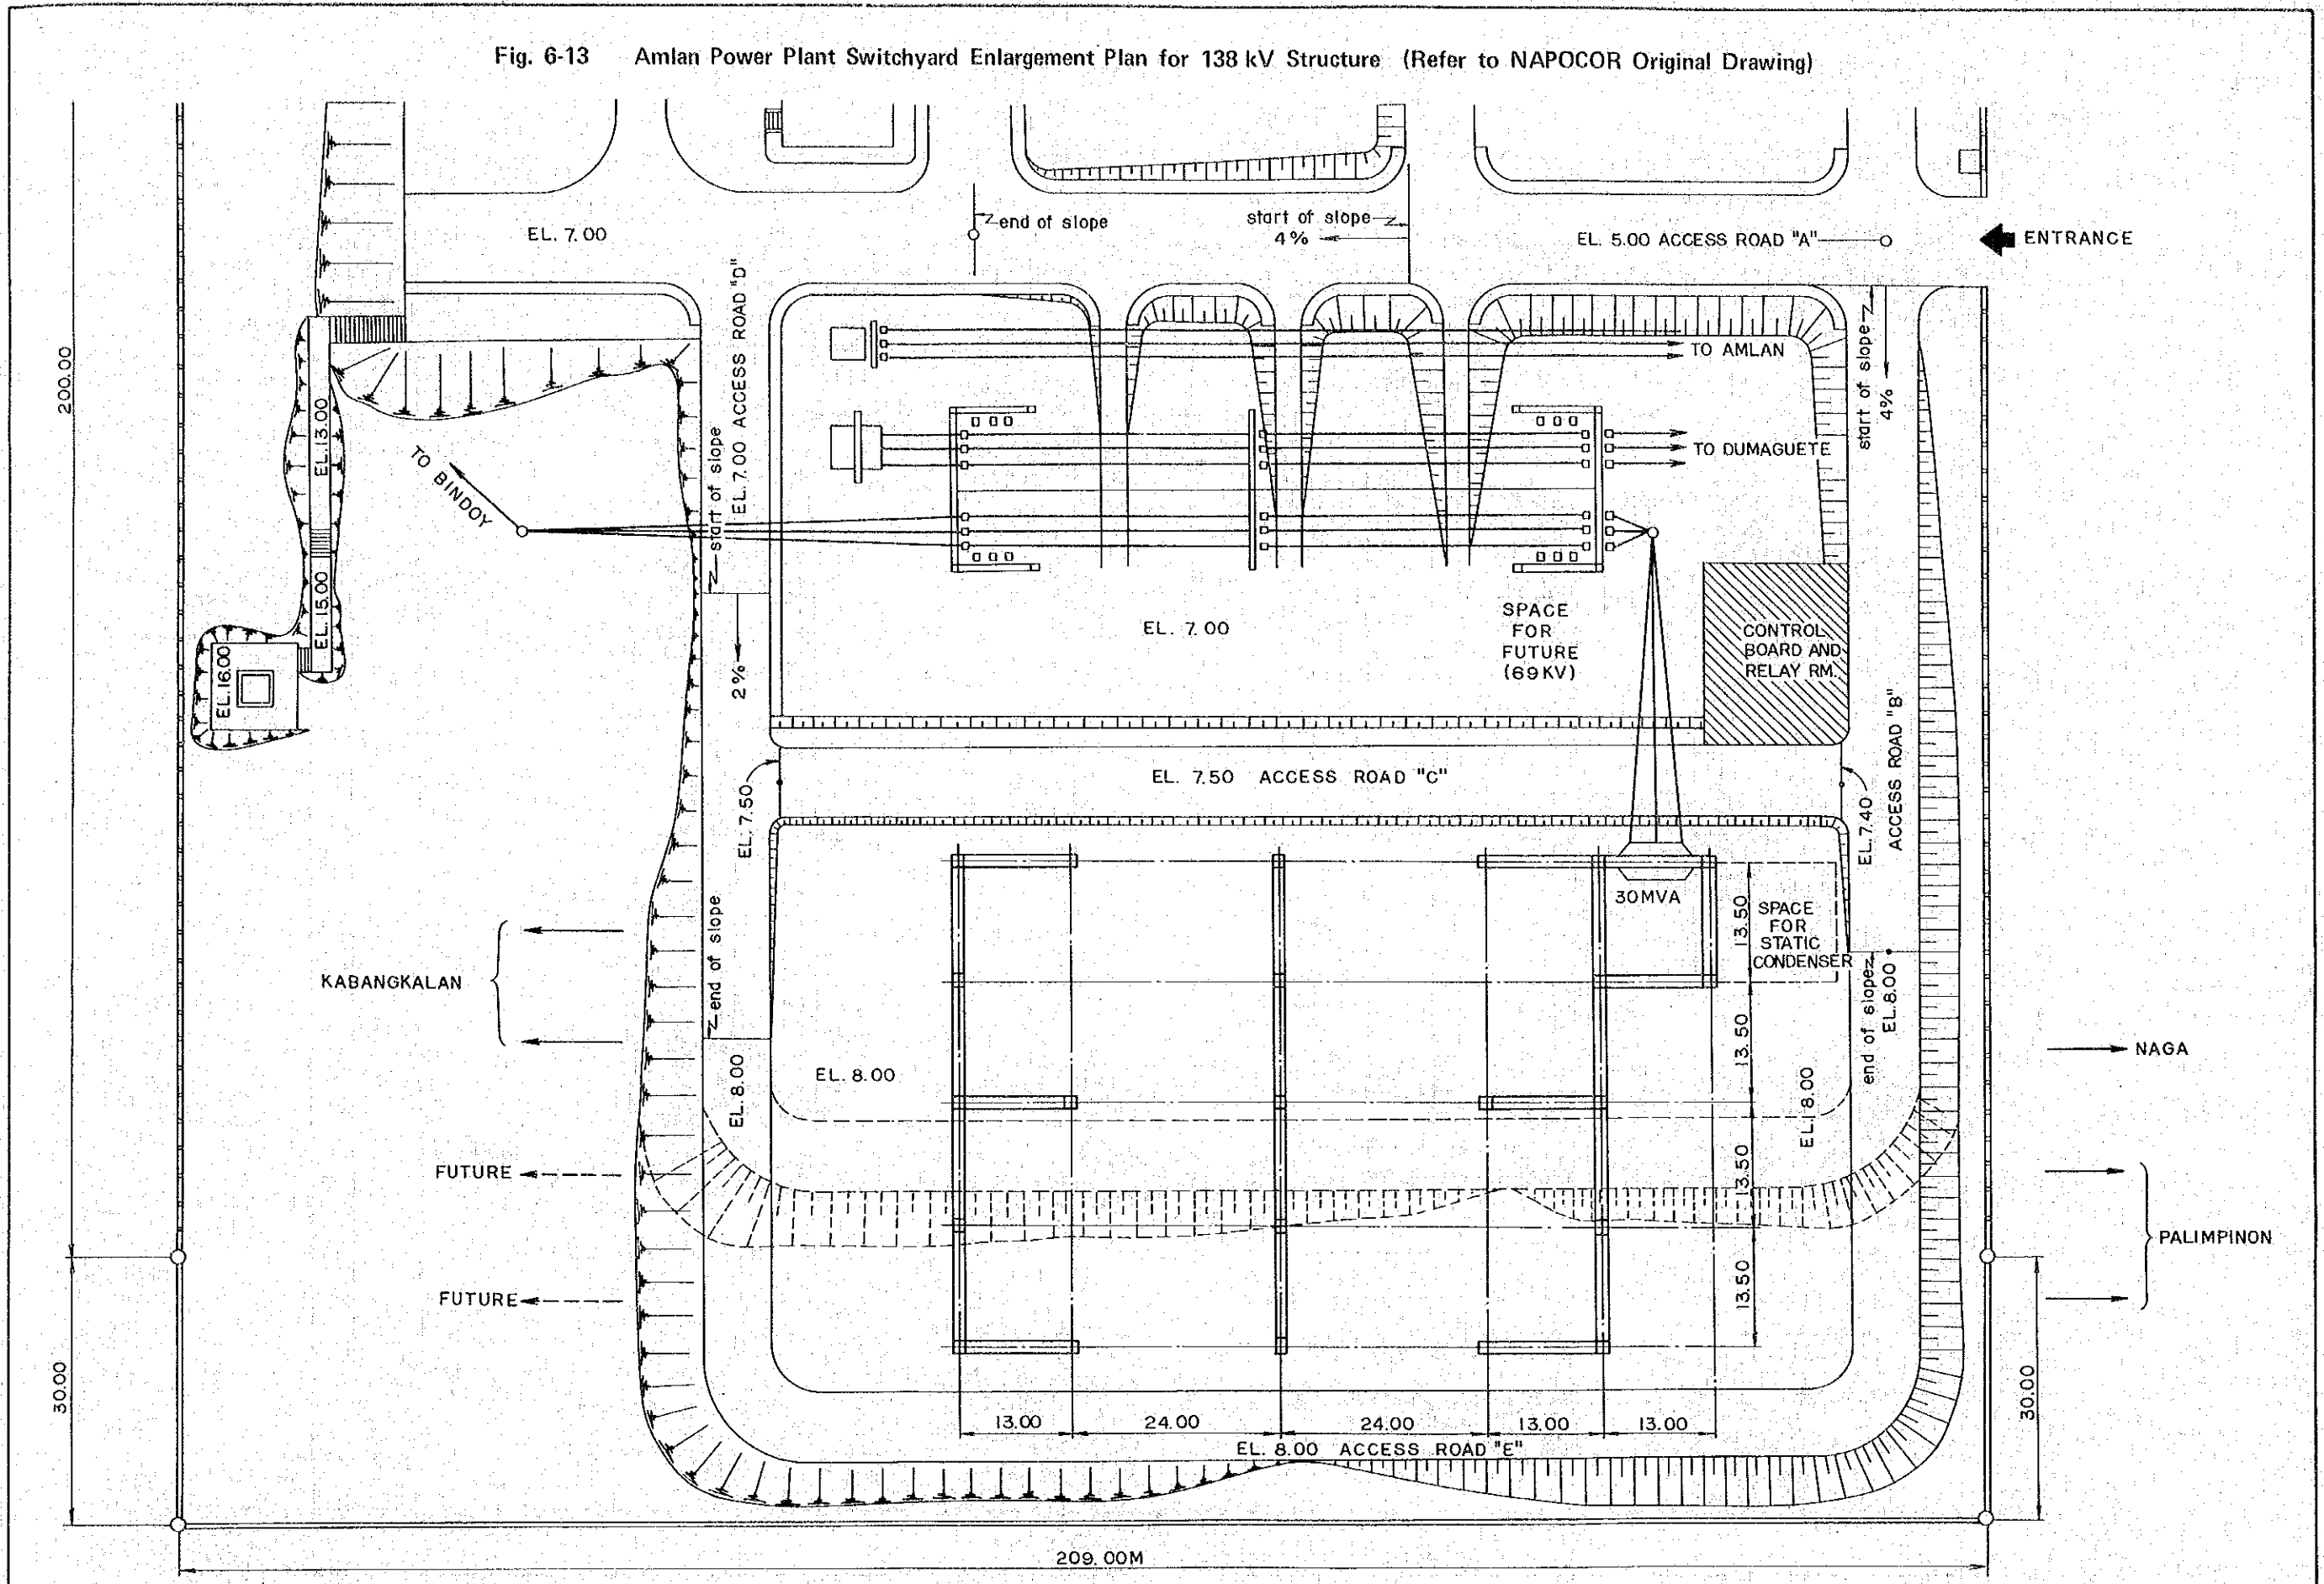 Fig. 6-13 Amlan Power Plant Switchyard Enlargement Plan for 138 kV Structure (Refer to NAPOCOR Original Drawing)
end of slope
start of slope
4%
EL. 7.00
EL. 5.00 ACCESS ROAD "A"
ENTRANCE
200.00
EL. 7.00 ACCESS ROAD "D"
start of slope
2%
TO AMLAN
start of slope
4%
EL.13.00
TO BINDOY
TO DUMAGUETE
EL.15.00
EL.16.00
EL. 7.00
SPACE
FOR
FUTURE
(69KV)
CONTROL
BOARD AND
RELAY RM.
ACCESS ROAD "B"
EL. 7.50
EL. 7.50 ACCESS ROAD "C"
EL.7.40
30MVA
13.50
SPACE
FOR
STATIC
CONDENSER
end of slope
KABANGKALAN
end of slope
EL.8.00
13.50
NAGA
EL. 8.00
EL. 8.00
EL. 8.00
FUTURE
13.50
PALIMPINON
FUTURE
13.50
30.00
30.00
13.00
24.00
24.00
13.00
13.00
EL. 8.00 ACCESS ROAD "E"
209.00M